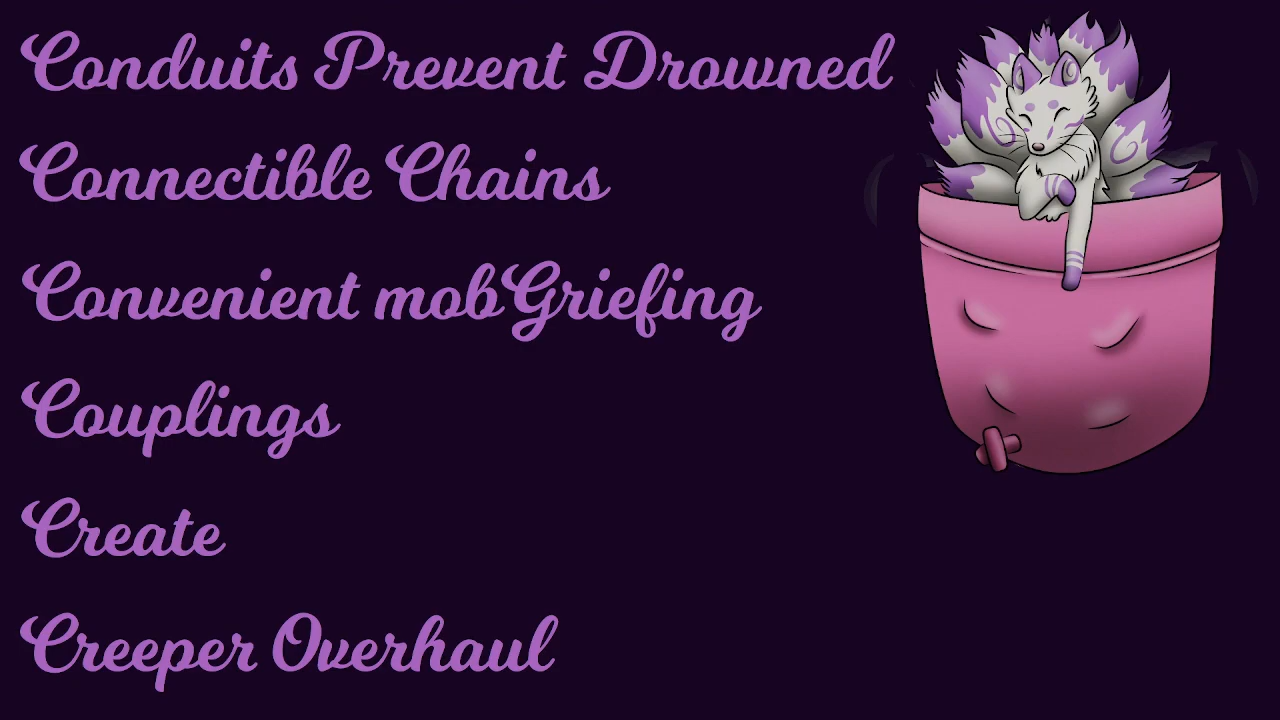 Conduits Prevent Drowned
Connectible Chains
Convenient mobGriefing
Couplings
Create
Creeper Overhaul